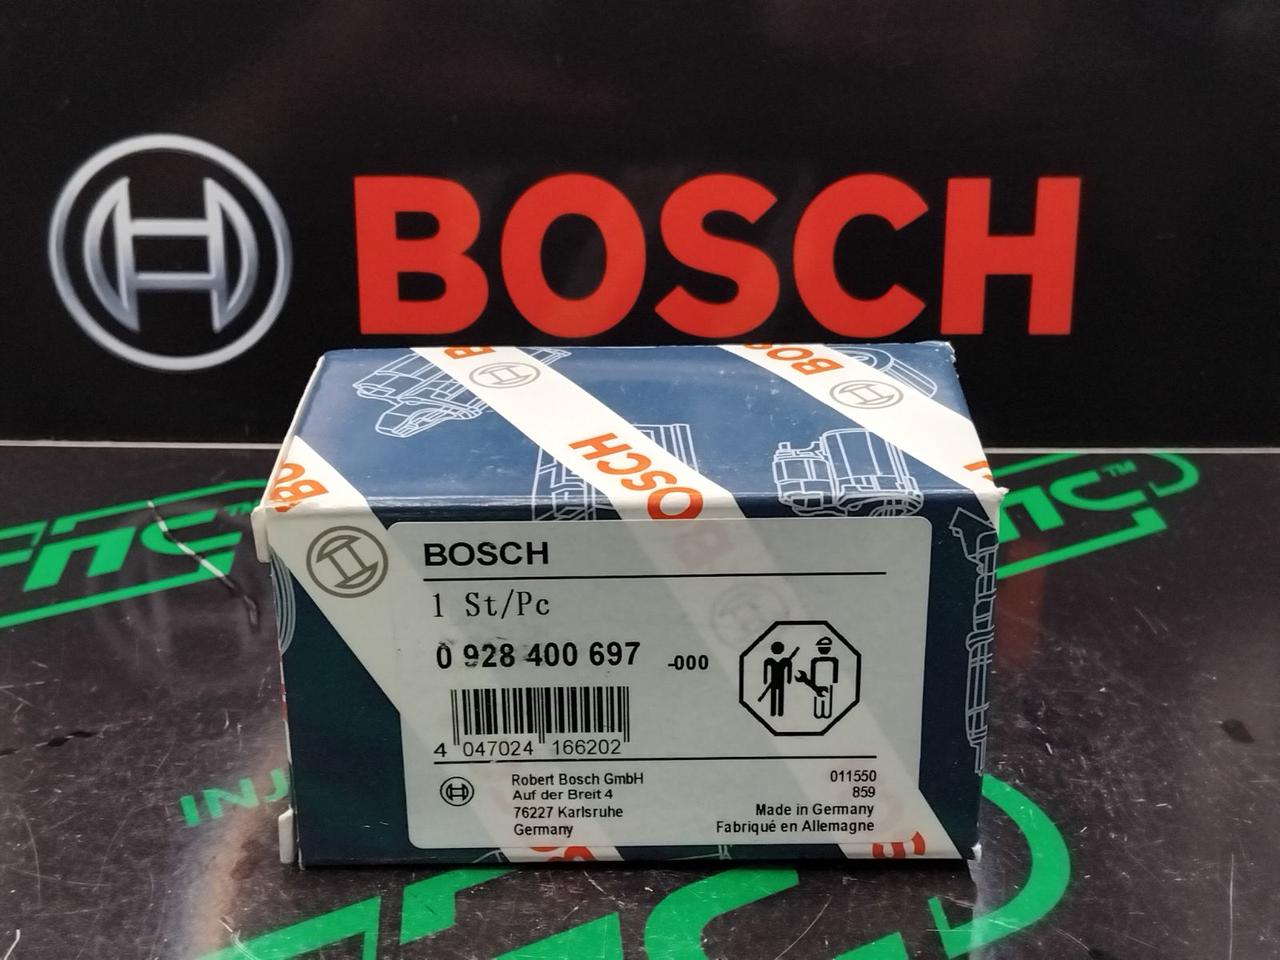 BOSCH
BOSCH
BOSCH
BOSCH
1 St/Pc
0 928 400 697 -000
4 047024 166202
Robert Bosch GmbH
Auf der Breit 4
76227 Karlsruhe
Germany
011550
859
Made in Germany
Fabriqué en Allemagne